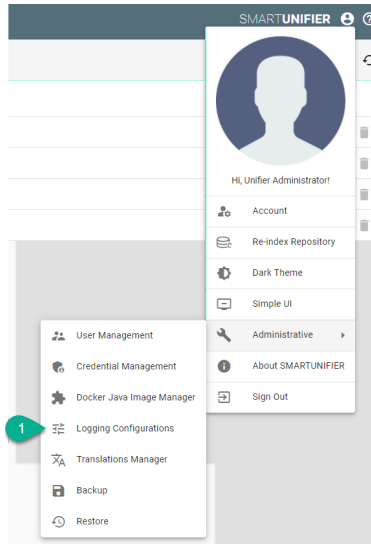 SMARTUNIFIER
Hi, Unifier Administrator!
Account
Re-index Repository
Dark Theme
Simple UI
Administrative
About SMARTUNIFIER
Sign Out
User Management
Credential Management
Docker Java Image Manager
1 Logging Configurations
Translations Manager
Backup
Restore